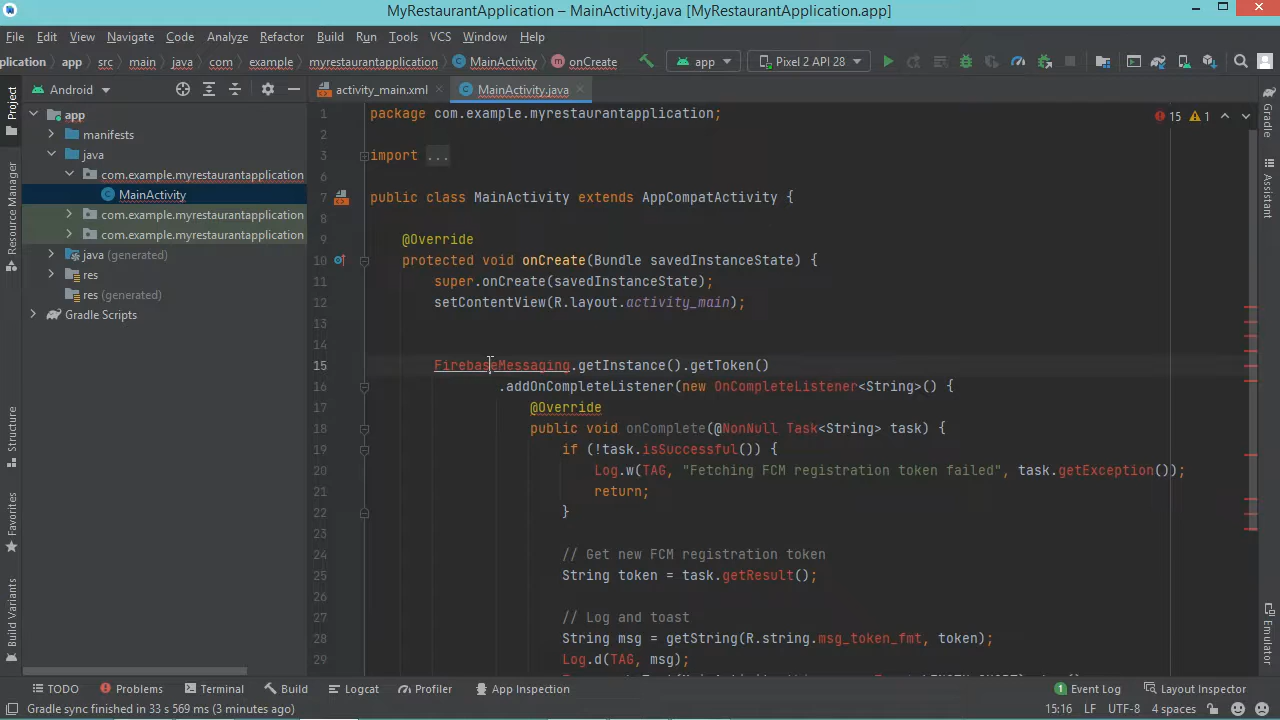 MyRestaurantApplication – MainActivity.java [MyRestaurantApplication.app]
File Edit View Navigate Code Analyze Refactor Build Run Tools VCS Window Help
plication app src main java com example myrestaurantapplication MainActivity onCreate app Pixel 2 API 28
Android activity_main.xml MainActivity.java
Project
Resource Manager
Structure
Favorites
Build Variants
app
manifests
java
com.example.myrestaurantapplication
MainActivity
com.example.myrestaurantapplication
com.example.myrestaurantapplication
java (generated)
res
res (generated)
Gradle Scripts
15 1
1 package com.example.myrestaurantapplication;
2
3 import ...
6
7 public class MainActivity extends AppCompatActivity {
8
9 @Override
10 protected void onCreate(Bundle savedInstanceState) {
11 super.onCreate(savedInstanceState);
12 setContentView(R.layout.activity_main);
13
14
15 FirebaseMessaging.getInstance().getToken()
16 .addOnCompleteListener(new OnCompleteListener<String>() {
17 @Override
18 public void onComplete(@NonNull Task<String> task) {
19 if (!task.isSuccessful()) {
20 Log.w(TAG, "Fetching FCM registration token failed", task.getException());
21 return;
22 }
23
24 // Get new FCM registration token
25 String token = task.getResult();
26
27 // Log and toast
28 String msg = getString(R.string.msg_token_fmt, token);
29 Log.d(TAG, msg);
Gradle
Assistant
Emulator
TODO Problems Terminal Build Logcat Profiler App Inspection 1 Event Log Layout Inspector
Gradle sync finished in 33 s 569 ms (3 minutes ago) 15:16 LF UTF-8 4 spaces